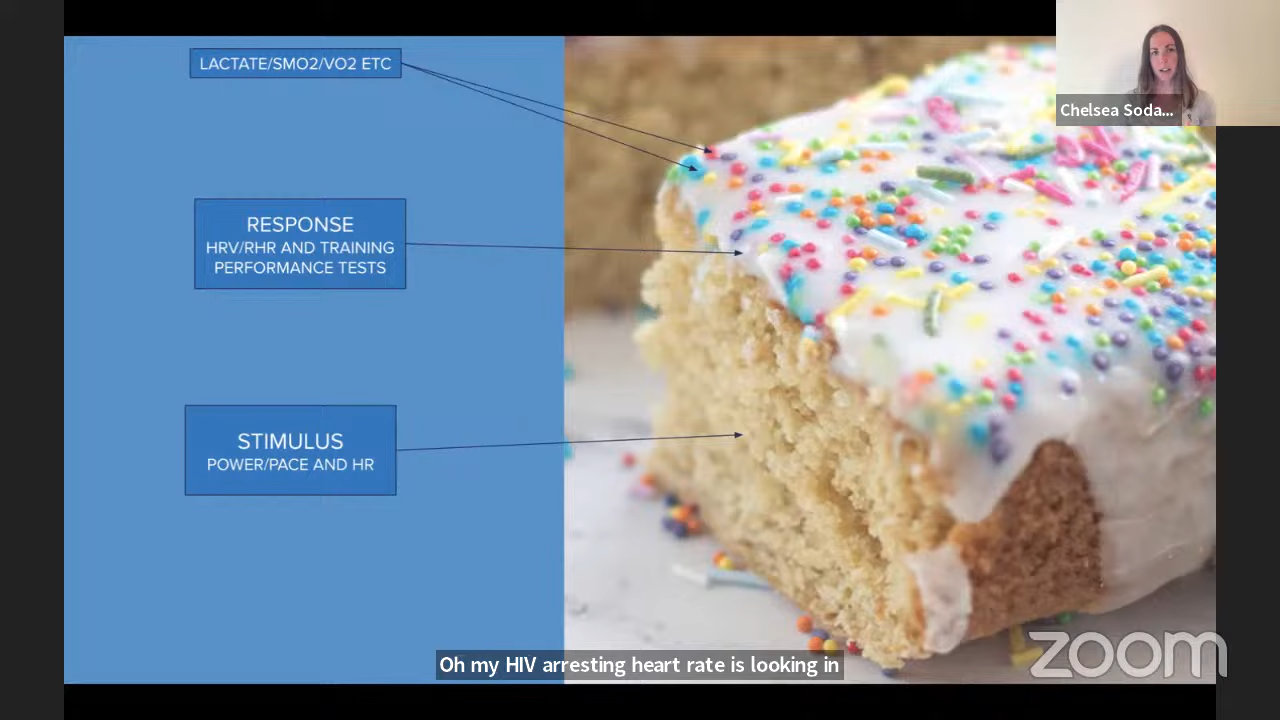 LACTATE/SMO2/VO2 ETC
Chelsea Soda...
RESPONSE
HRV/RHR AND TRAINING
PERFORMANCE TESTS
STIMULUS
POWER/PACE AND HR
zoom
Oh my HIV arresting heart rate is looking in